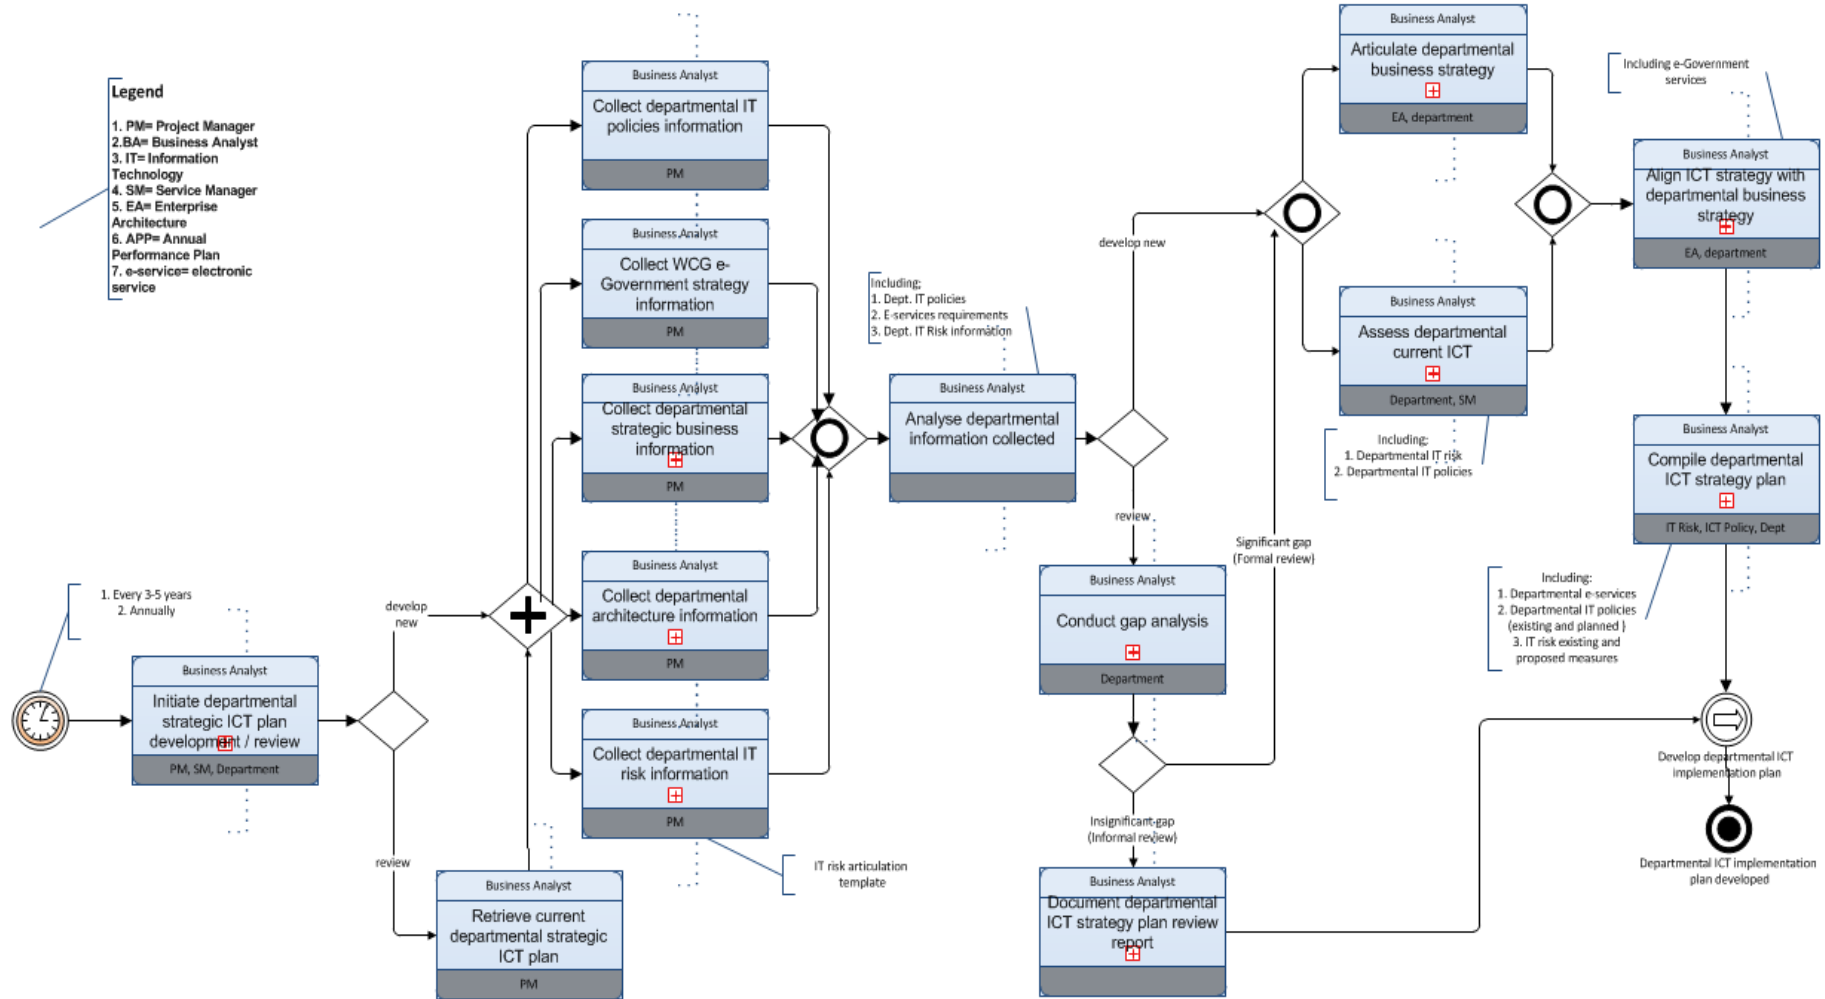 Legend
1. PM= Project Manager
2.BA= Business Analyst
3. IT= Information
Technology
4. SM= Service Manager
5. EA= Enterprise
Architecture
6. APP= Annual
Performance Plan
7. e-service= electronic
service
1. Every 3-5 years
2. Annually
Business Analyst
Initiate departmental
strategic ICT plan
development / review
PM, SM, Department
develop
new
review
Business Analyst
Retrieve current
departmental strategic
ICT plan
PM
Business Analyst
Collect departmental IT
policies information
PM
Business Analyst
Collect WCG e-
Government strategy
information
PM
Business Analyst
Collect departmental
strategic business
information
PM
Business Analyst
Collect departmental
architecture information
PM
Business Analyst
Collect departmental IT
risk information
PM
IT risk articulation
template
Including;
1. Dept. IT policies
2. E-services requirements
3. Dept. IT Risk information
Business Analyst
Analyse departmental
information collected
develop new
review
Business Analyst
Conduct gap analysis
Department
Significant gap
(Formal review)
Insignificant gap
(Informal review)
Business Analyst
Document departmental
ICT strategy plan review
report
Business Analyst
Articulate departmental
business strategy
EA, department
Business Analyst
Assess departmental
current ICT
Department, SM
Including;
1. Departmental IT risk
2. Departmental IT policies
Including e-Government
services
Business Analyst
Align ICT strategy with
departmental business
strategy
EA, department
Business Analyst
Compile departmental
ICT strategy plan
IT Risk, ICT Policy, Dept
Including:
1. Departmental e-services
2. Departmental IT policies
(existing and planned )
3. IT risk existing and
proposed measures
Develop departmental ICT
implementation plan
Departmental ICT implementation
plan developed